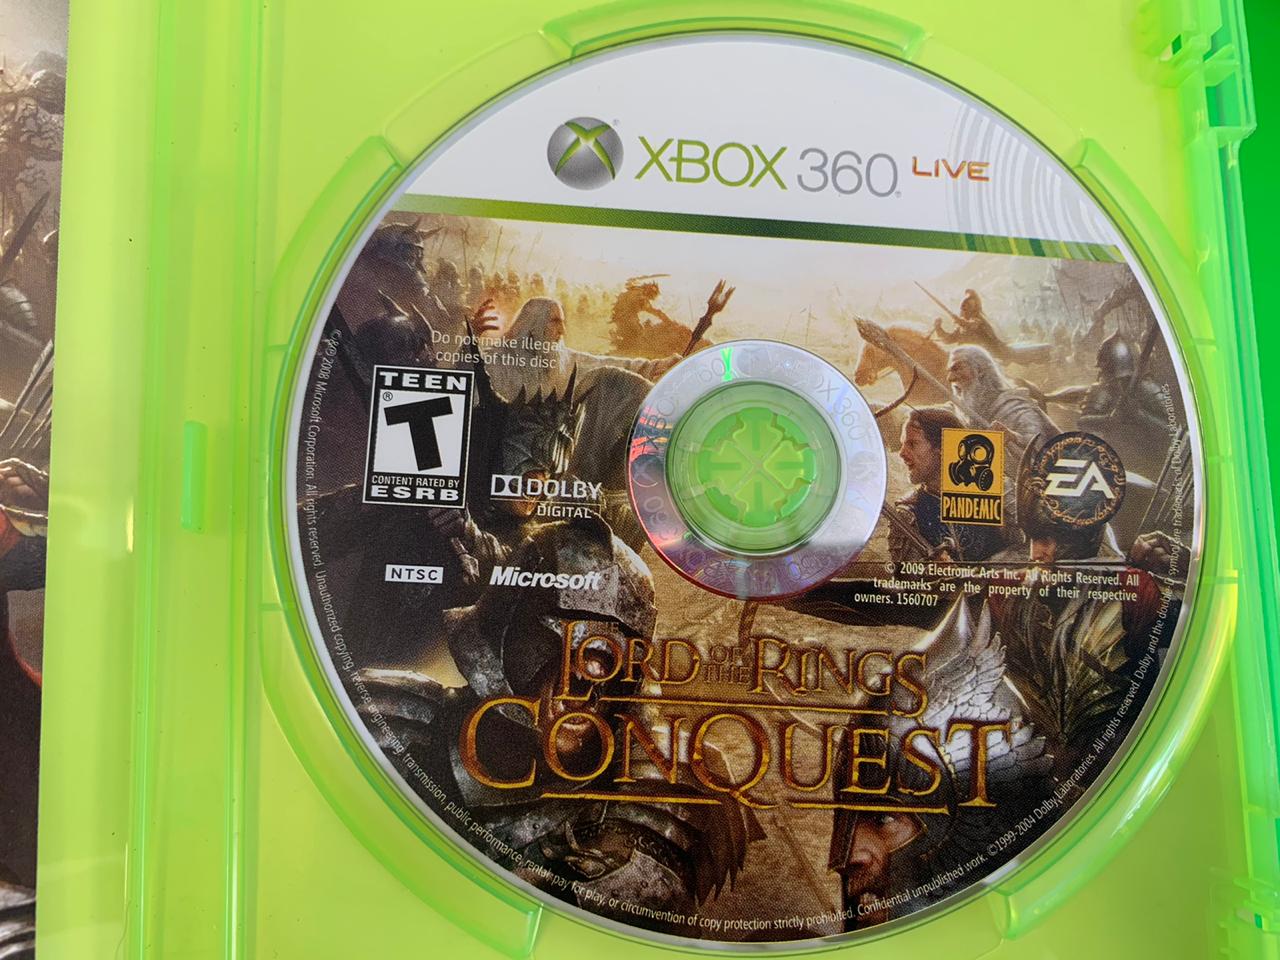 XBOX 360 LIVE
Do not make illegal
copies of this disc
TEEN
T
CONTENT RATED BY
ESRB
DOLBY
DIGITAL
NTSC
Microsoft
PANDEMIC
EA
© 2009 Electronic Arts Inc. All Rights Reserved. All
trademarks are the property of their respective
owners. 1560707
THE
LORD OF THE RINGS
CONQUEST
℗© 2008 Microsoft Corporation. All rights reserved. Unauthorized copying, reverse engineering, transmission, public performance, rental, pay for play, or circumvention of copy protection strictly prohibited. Confidential unpublished work. ©1999-2004 Dolby Laboratories. All rights reserved. Dolby and the double D symbol are trademarks of Dolby Laboratories.
XBOX 360